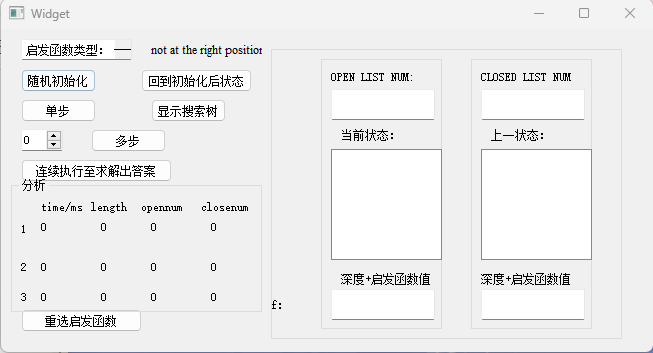 Widget
启发函数类型: not at the right position
随机初始化 回到初始化后状态
单步 显示搜索树
0 多步
连续执行至求解出答案
分析
time/ms length opennum closenum
1 0 0 0 0
2 0 0 0 0
3 0 0 0 0
重选启发函数
OPEN LIST NUM: CLOSED LIST NUM
当前状态: 上一状态:
深度+启发函数值 深度+启发函数值
f: